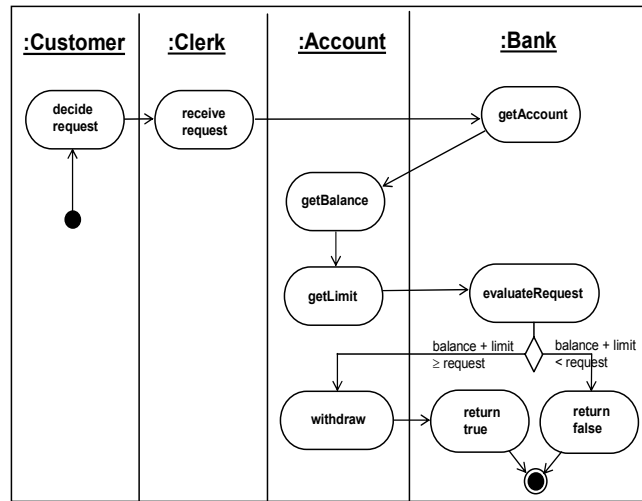 :Customer
:Clerk
:Account
:Bank
decide
request
receive
request
getAccount
getBalance
getLimit
evaluateRequest
balance + limit
≥ request
balance + limit
< request
withdraw
return
true
return
false